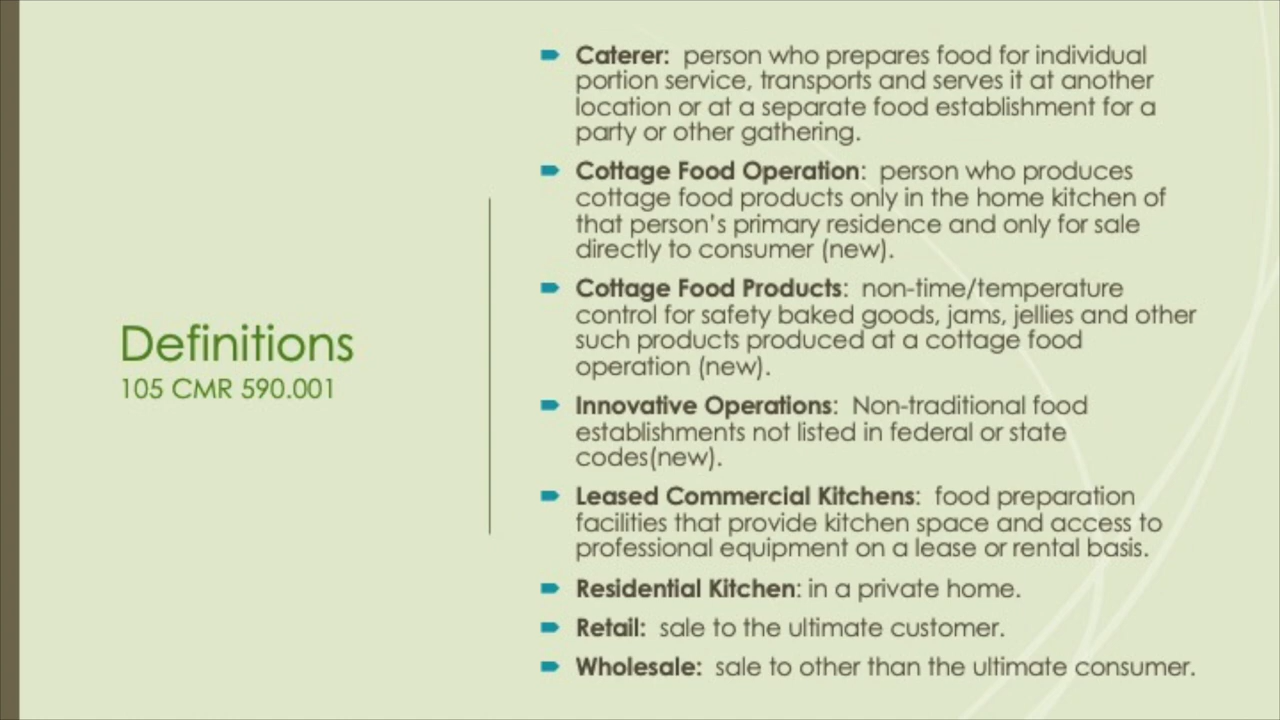 Definitions
105 CMR 590.001
Caterer: person who prepares food for individual
portion service, transports and serves it at another
location or at a separate food establishment for a
party or other gathering.
Cottage Food Operation: person who produces
cottage food products only in the home kitchen of
that person's primary residence and only for sale
directly to consumer (new).
Cottage Food Products: non-time/temperature
control for safety baked goods, jams, jellies and other
such products produced at a cottage food
operation (new).
Innovative Operations: Non-traditional food
establishments not listed in federal or state
codes(new).
Leased Commercial Kitchens: food preparation
facilities that provide kitchen space and access to
professional equipment on a lease or rental basis.
Residential Kitchen: in a private home.
Retail: sale to the ultimate customer.
Wholesale: sale to other than the ultimate consumer.